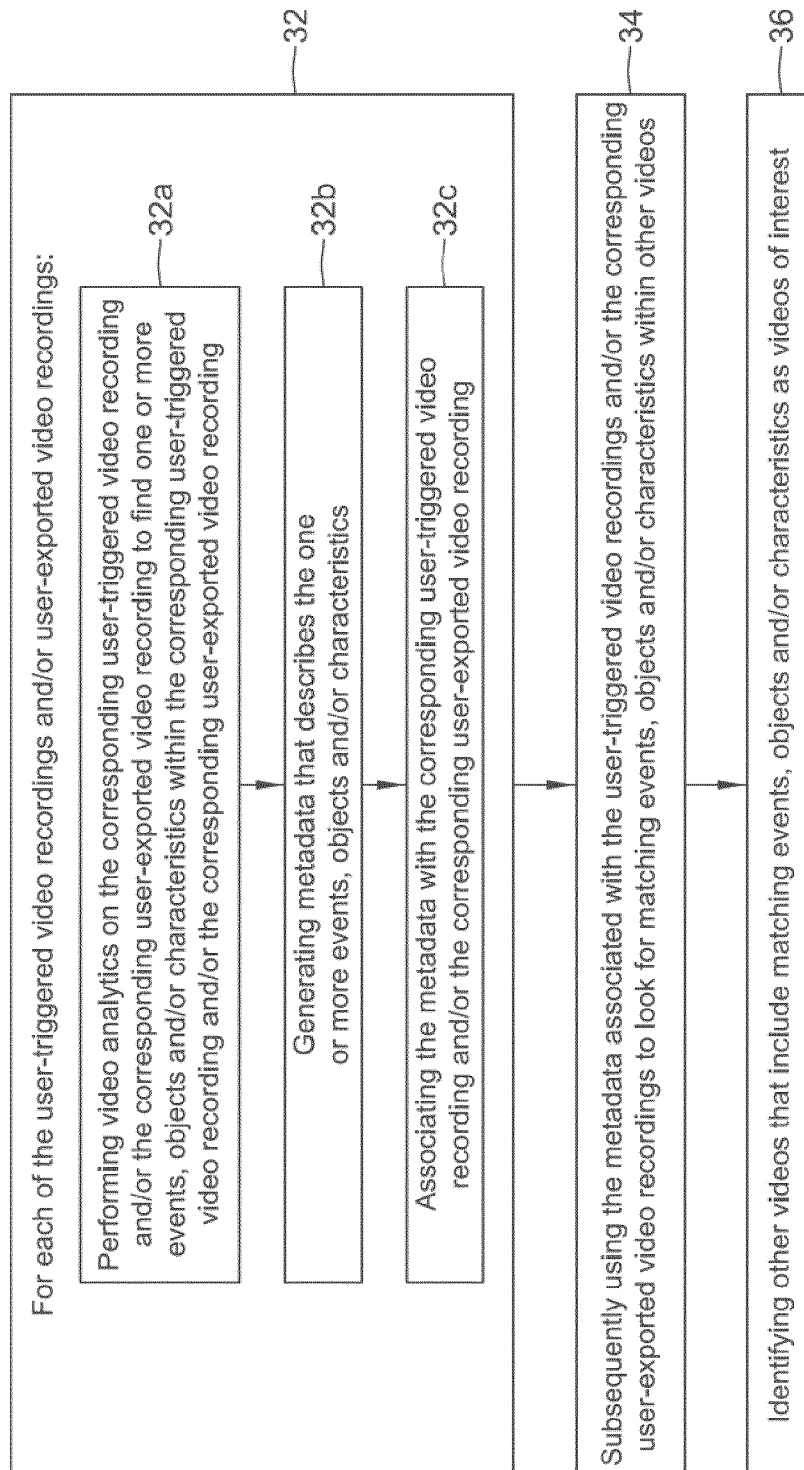 For each of the user-triggered video recordings and/or user-exported video recordings:
32
Performing video analytics on the corresponding user-triggered video recording
and/or the corresponding user-exported video recording to find one or more
events, objects and/or characteristics within the corresponding user-triggered
video recording and/or the corresponding user-exported video recording
32a
Generating metadata that describes the one
or more events, objects and/or characteristics
32b
Associating the metadata with the corresponding user-triggered video
recording and/or the corresponding user-exported video recording
32c
Subsequently using the metadata associated with the user-triggered video recordings and/or the corresponding
user-exported video recordings to look for matching events, objects and/or characteristics within other videos
34
Identifying other videos that include matching events, objects and/or characteristics as videos of interest
36